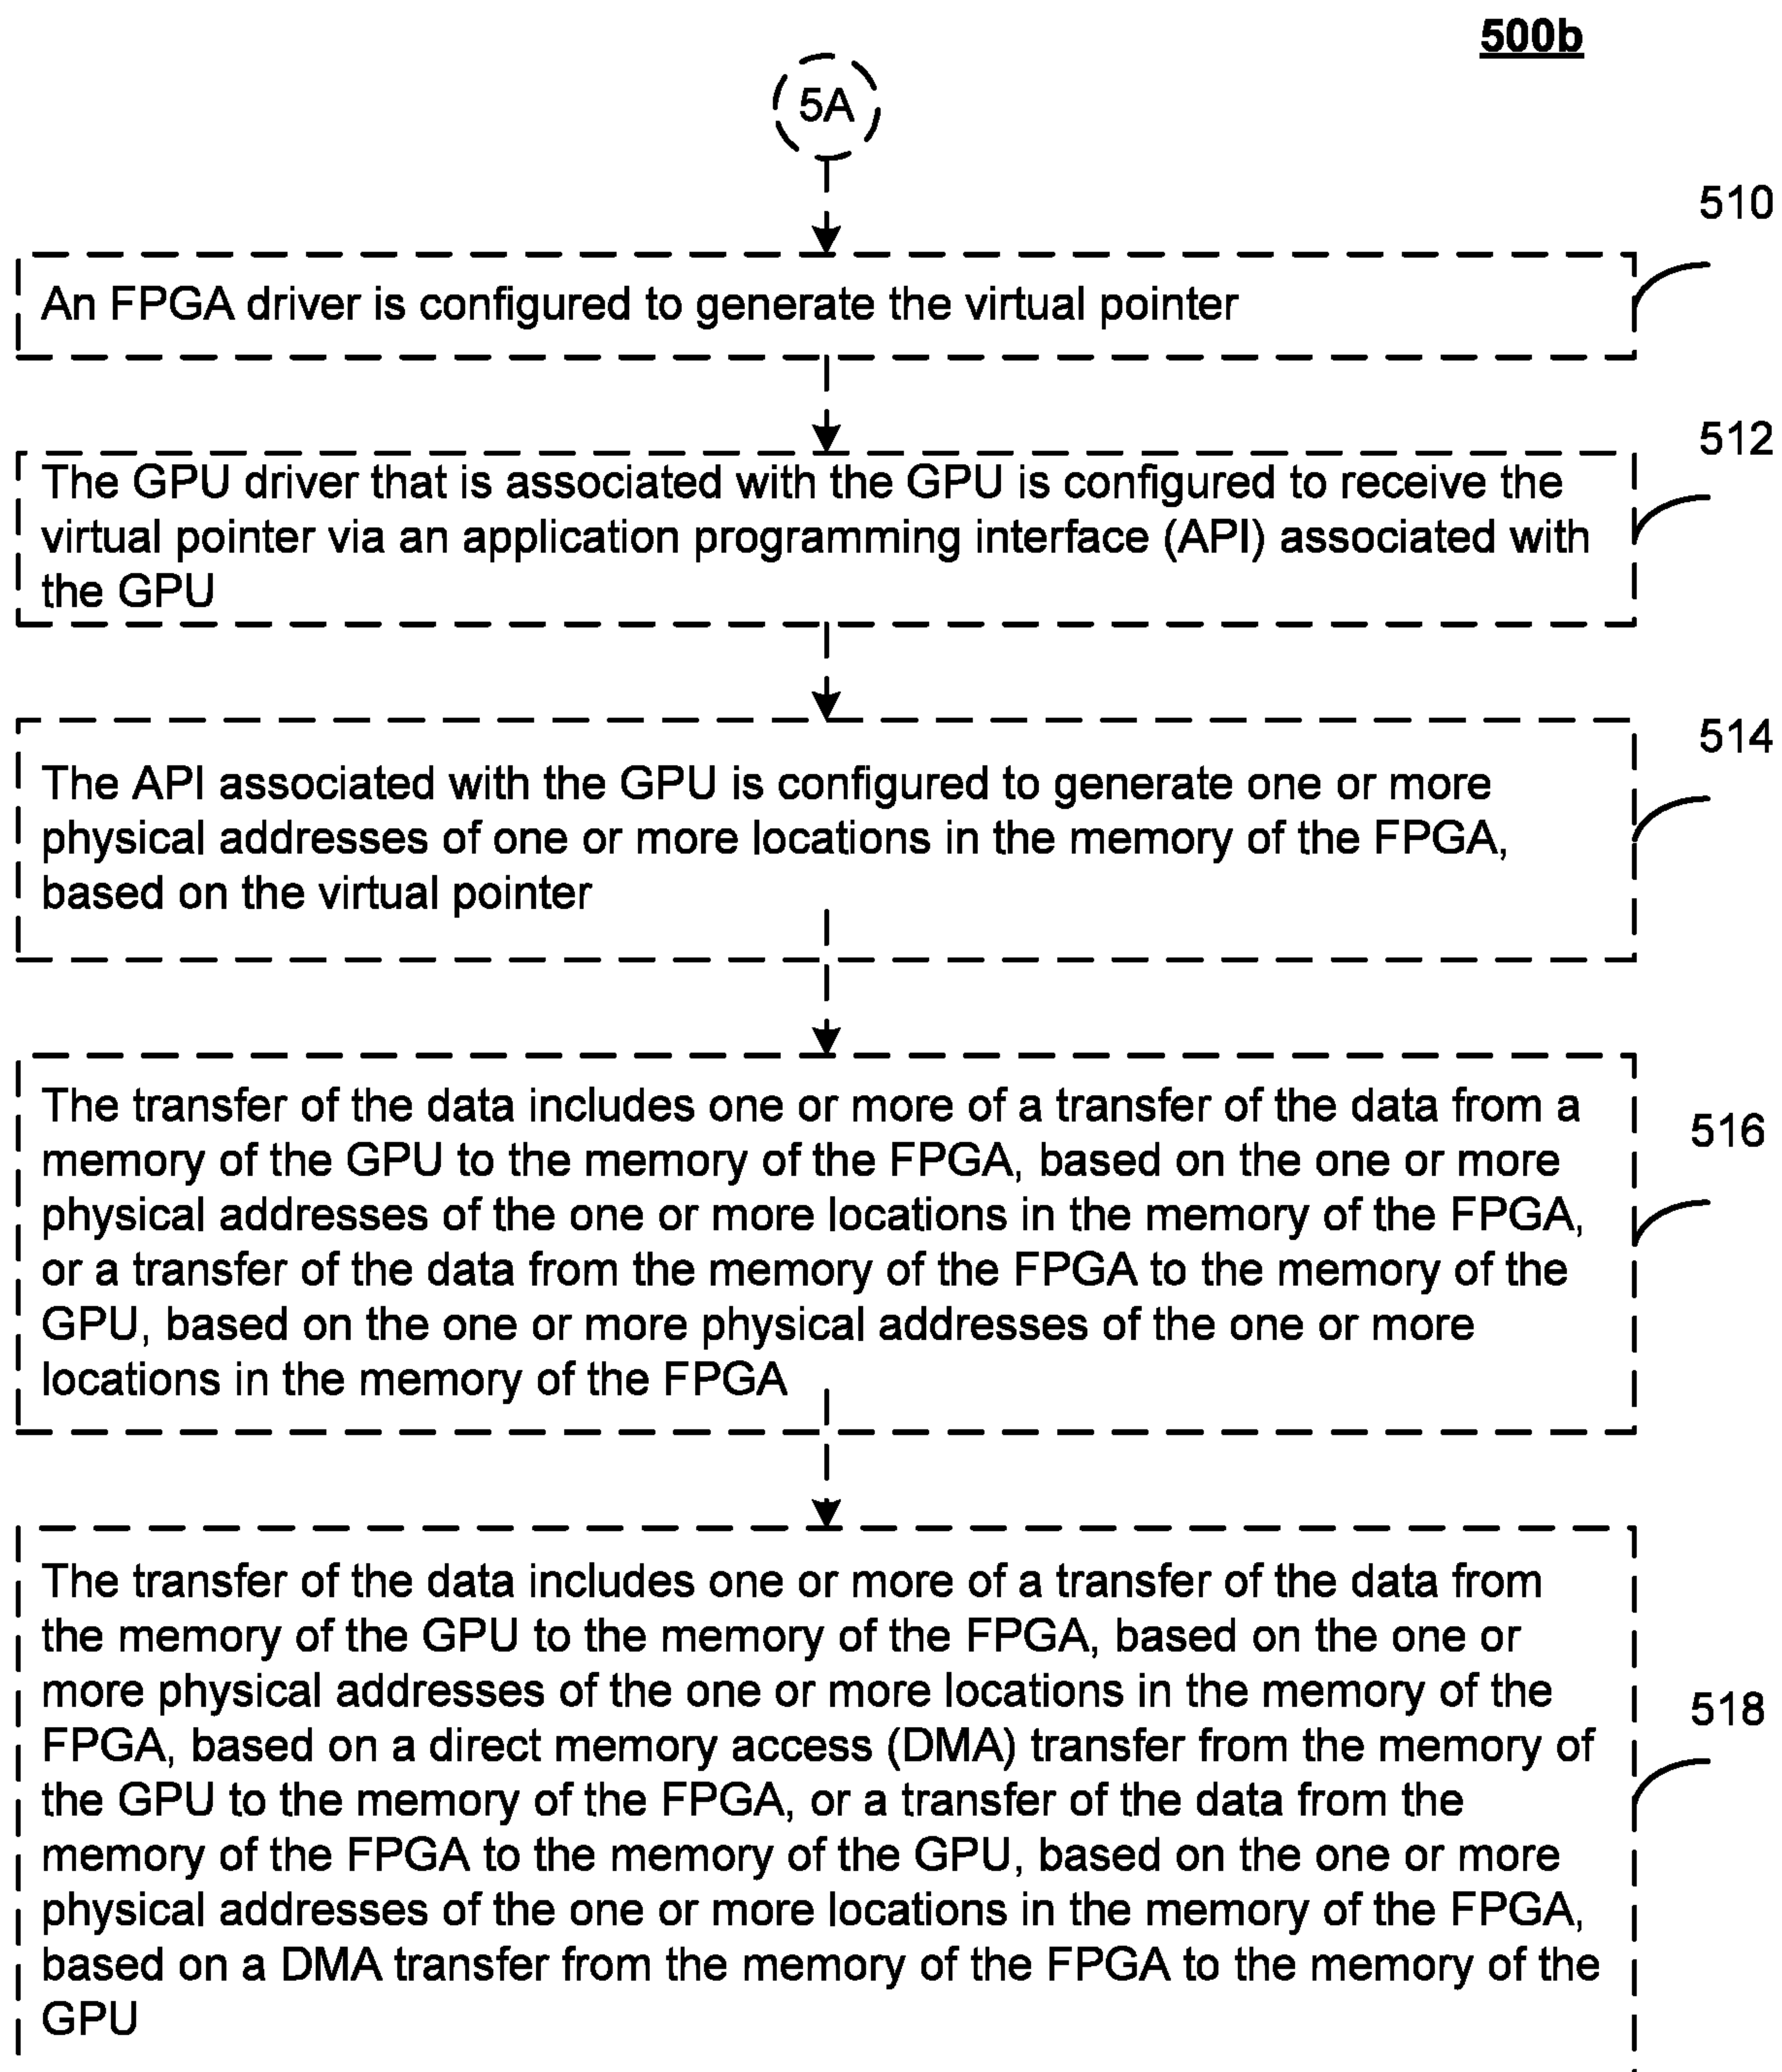 500b
5A
510
An FPGA driver is configured to generate the virtual pointer
512
The GPU driver that is associated with the GPU is configured to receive the
virtual pointer via an application programming interface (API) associated with
the GPU
514
The API associated with the GPU is configured to generate one or more
physical addresses of one or more locations in the memory of the FPGA,
based on the virtual pointer
516
The transfer of the data includes one or more of a transfer of the data from a
memory of the GPU to the memory of the FPGA, based on the one or more
physical addresses of the one or more locations in the memory of the FPGA,
or a transfer of the data from the memory of the FPGA to the memory of the
GPU, based on the one or more physical addresses of the one or more
locations in the memory of the FPGA
518
The transfer of the data includes one or more of a transfer of the data from
the memory of the GPU to the memory of the FPGA, based on the one or
more physical addresses of the one or more locations in the memory of the
FPGA, based on a direct memory access (DMA) transfer from the memory of
the GPU to the memory of the FPGA, or a transfer of the data from the
memory of the FPGA to the memory of the GPU, based on the one or more
physical addresses of the one or more locations in the memory of the FPGA,
based on a DMA transfer from the memory of the FPGA to the memory of the
GPU